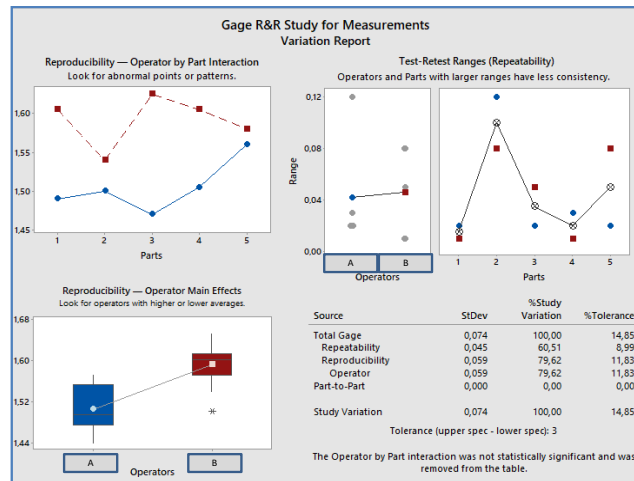 Gage R&R Study for Measurements
Variation Report
Reproducibility — Operator by Part Interaction
Look for abnormal points or patterns.
1,60
1,55
1,50
1,45
1 2 3 4 5
Parts
Test-Retest Ranges (Repeatability)
Operators and Parts with larger ranges have less consistency.
0,12
0,08
0,04
0,00
Range
A B
Operators
1 2 3 4 5
Parts
Reproducibility — Operator Main Effects
Look for operators with higher or lower averages.
1,68
1,60
1,52
1,44
A B
Operators
%Study
Source StDev Variation %Tolerance
Total Gage 0,074 100,00 14,85
Repeatability 0,045 60,51 8,99
Reproducibility 0,059 79,62 11,83
Operator 0,059 79,62 11,83
Part-to-Part 0,000 0,00 0,00
Study Variation 0,074 100,00 14,85
Tolerance (upper spec - lower spec): 3
The Operator by Part interaction was not statistically significant and was
removed from the table.